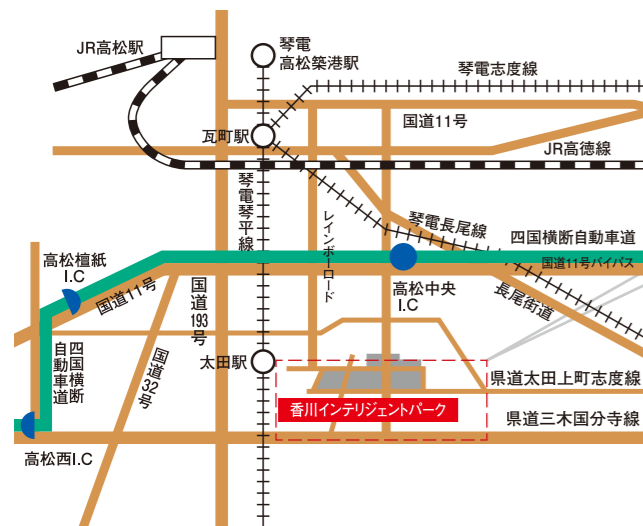 JR高松駅
琴電
高松築港駅
琴電志度線
国道11号
瓦町駅
JR高徳線
琴電琴平線
レインボーロード
琴電長尾線
四国横断自動車道
国道11号バイパス
高松檀紙
I.C
国道11号
国道193号
高松中央
I.C
長尾街道
四国横断
自動車道
国道32号
太田駅
県道太田上町志度線
香川インテリジェントパーク
県道三木国分寺線
高松西I.C